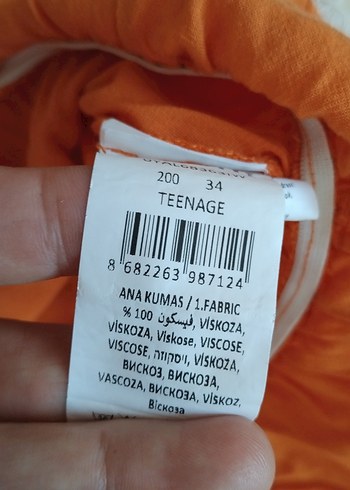 200 34
TEENAGE
8 682263 987124
ANA KUMAS / 1.FABRIC
% 100 فيسكون, VİSKOZA,
VİSKOZA, Viskose, VISCOSE,
VISCOSE, ויסקוזה, VİSKOZA,
ВИСКОЗ, ВИСКОЗА,
VASCOZA, ВИСКОЗА, VİSKOZ,
Віскоза